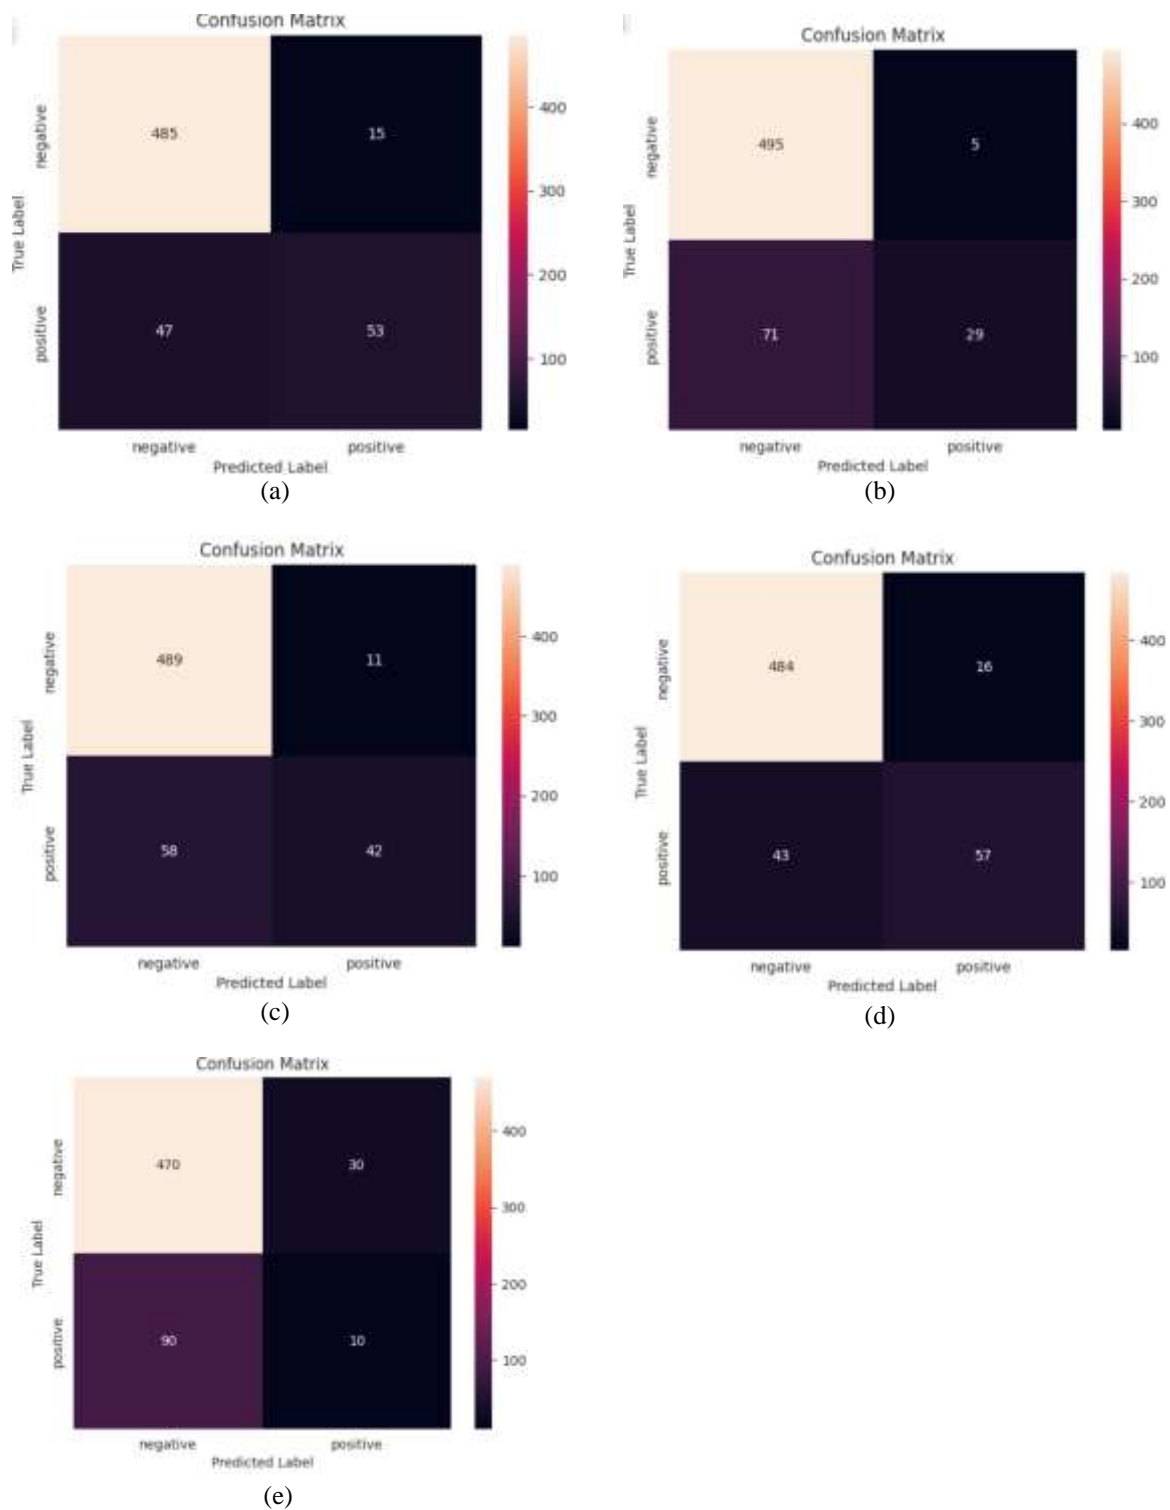 Confusion Matrix
negative
485
15
400
300
True Label
200
positive
47
53
100
negative
positive
Predicted Label
(a)
Confusion Matrix
negative
495
5
400
300
True Label
200
positive
71
29
100
negative
positive
Predicted Label
(b)
Confusion Matrix
negative
489
11
400
300
True Label
200
positive
58
42
100
negative
positive
Predicted Label
(c)
Confusion Matrix
negative
484
16
400
300
True Label
200
positive
43
57
100
negative
positive
Predicted Label
(d)
Confusion Matrix
negative
470
30
400
300
True Label
200
positive
90
10
100
negative
positive
Predicted Label
(e)